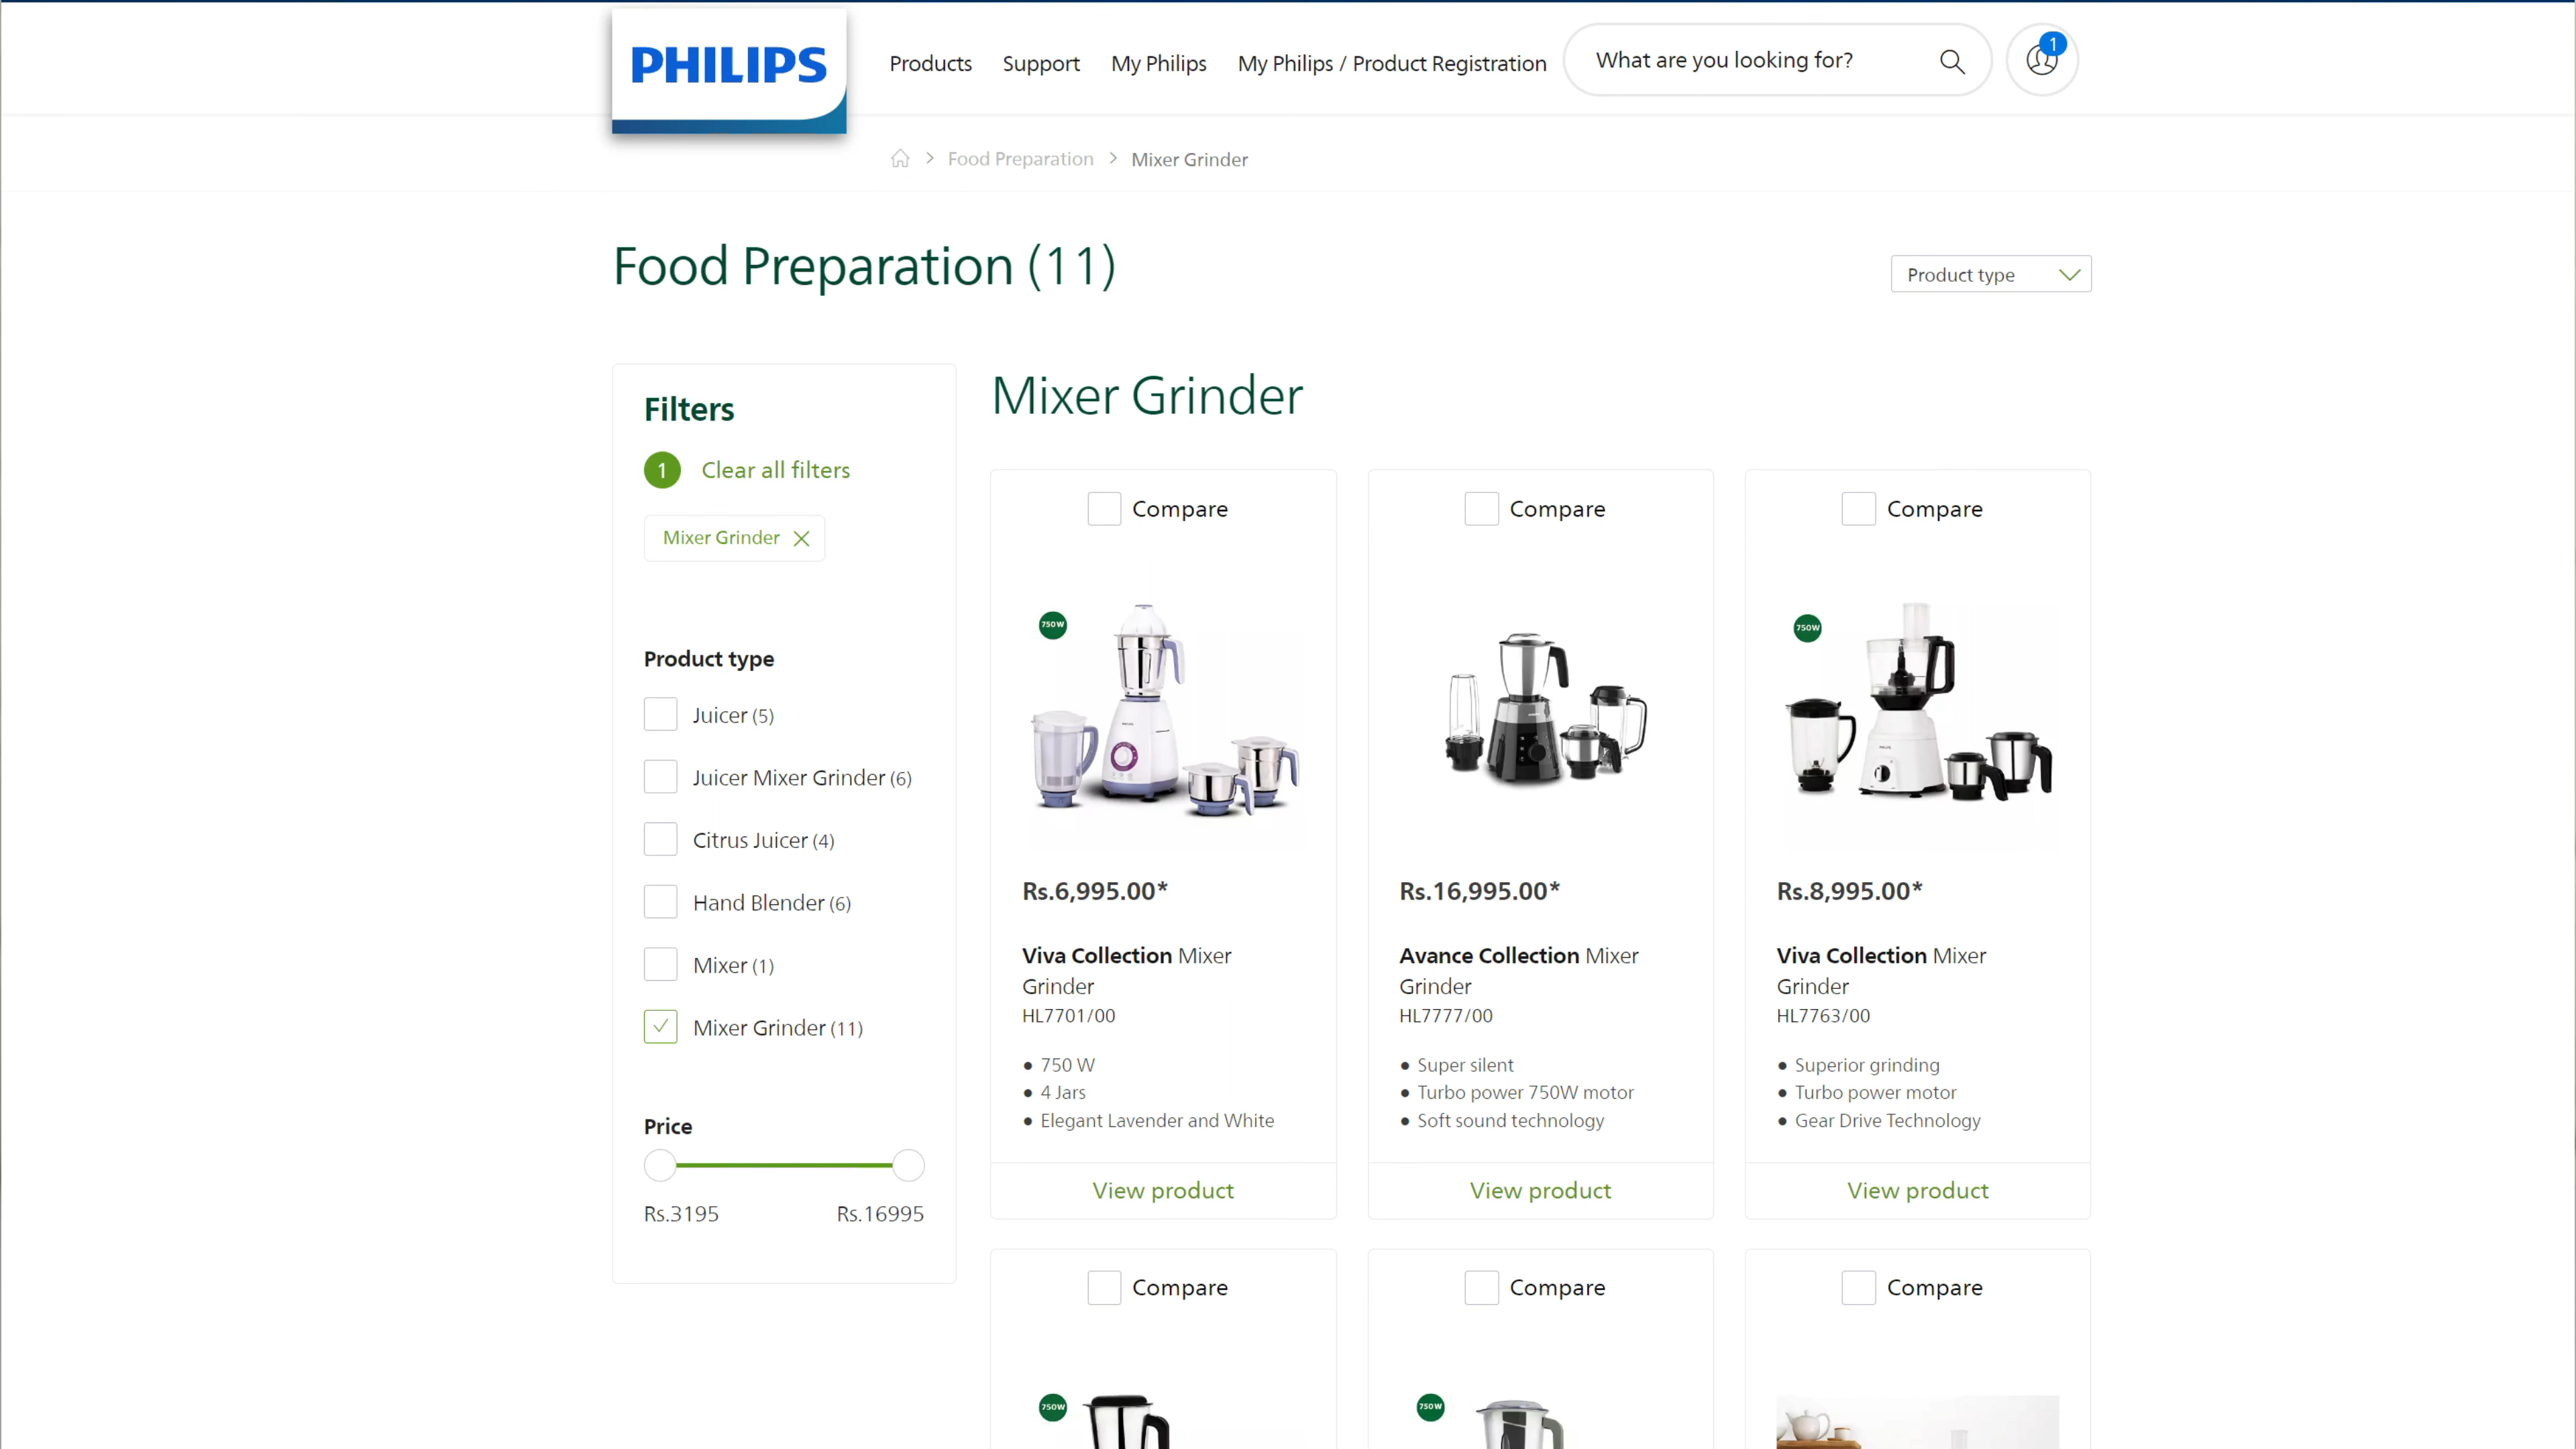 PHILIPS
Products Support My Philips My Philips / Product Registration What are you looking for? 1
Food Preparation Mixer Grinder
Food Preparation (11)
Product type
Filters
1 Clear all filters
Mixer Grinder
Product type
Juicer (5)
Juicer Mixer Grinder (6)
Citrus Juicer (4)
Hand Blender (6)
Mixer (1)
Mixer Grinder (11)
Price
Rs.3195 Rs.16995
Mixer Grinder
Compare
750W
Rs.6,995.00*
Viva Collection Mixer
Grinder
HL7701/00
750 W
4 Jars
Elegant Lavender and White
View product
Compare
Rs.16,995.00*
Avance Collection Mixer
Grinder
HL7777/00
Super silent
Turbo power 750W motor
Soft sound technology
View product
Compare
750W
Rs.8,995.00*
Viva Collection Mixer
Grinder
HL7763/00
Superior grinding
Turbo power motor
Gear Drive Technology
View product
Compare
750W
Compare
750W
Compare